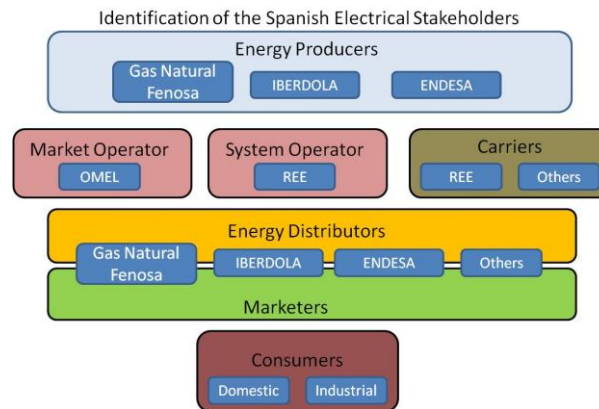 Identification of the Spanish Electrical Stakeholders
Energy Producers
Gas Natural
Fenosa
IBERDOLA
ENDESA
Market Operator
OMEL
System Operator
REE
Carriers
REE
Others
Energy Distributors
Gas Natural
Fenosa
IBERDOLA
ENDESA
Others
Marketers
Consumers
Domestic
Industrial